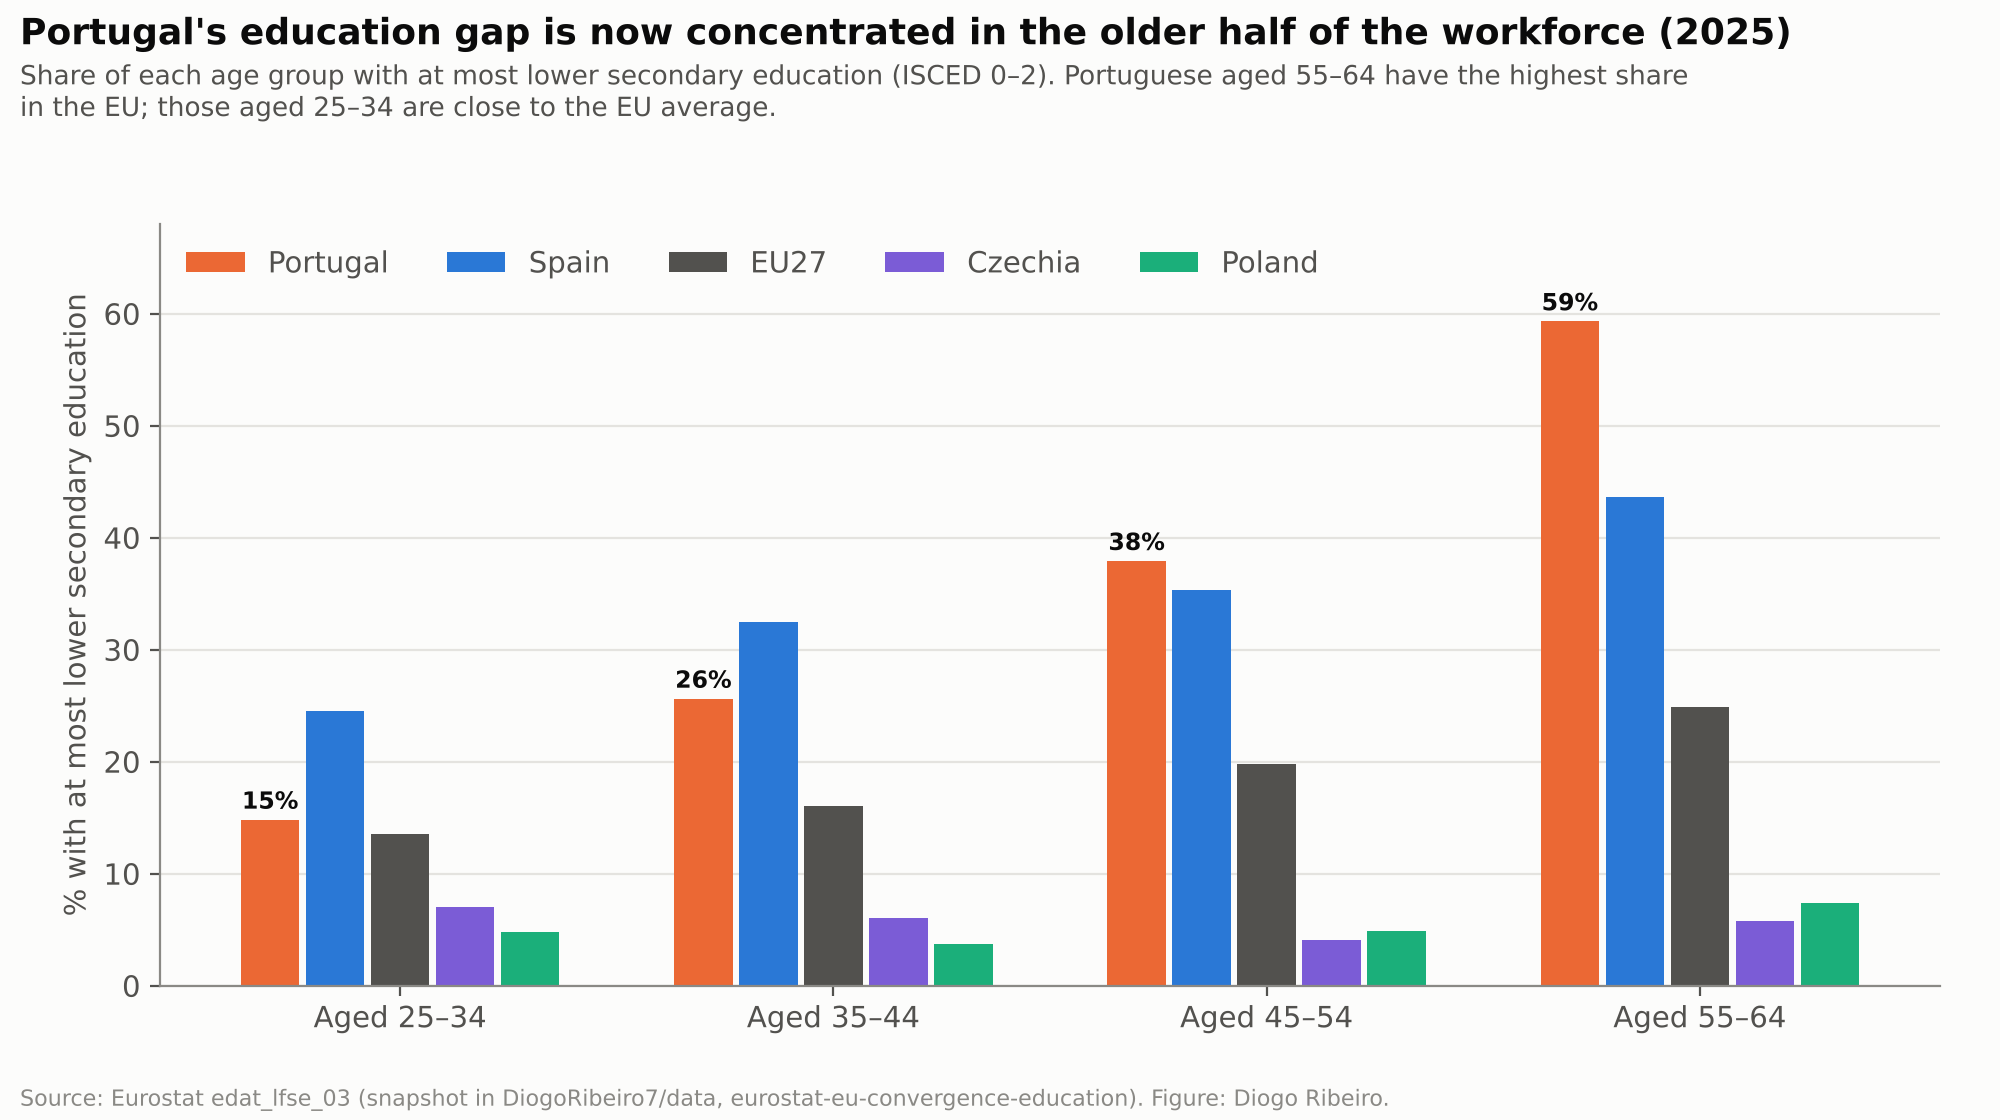 Portugal's education gap is now concentrated in the older half of the workforce (2025)
Share of each age group with at most lower secondary education (ISCED 0–2). Portuguese aged 55–64 have the highest share
in the EU; those aged 25–34 are close to the EU average.
Portugal
Spain
EU27
Czechia
Poland
% with at most lower secondary education
60
50
40
30
20
10
0
15%
26%
38%
59%
Aged 25–34
Aged 35–44
Aged 45–54
Aged 55–64
Source: Eurostat edat_lfse_03 (snapshot in DiogoRibeiro7/data, eurostat-eu-convergence-education). Figure: Diogo Ribeiro.